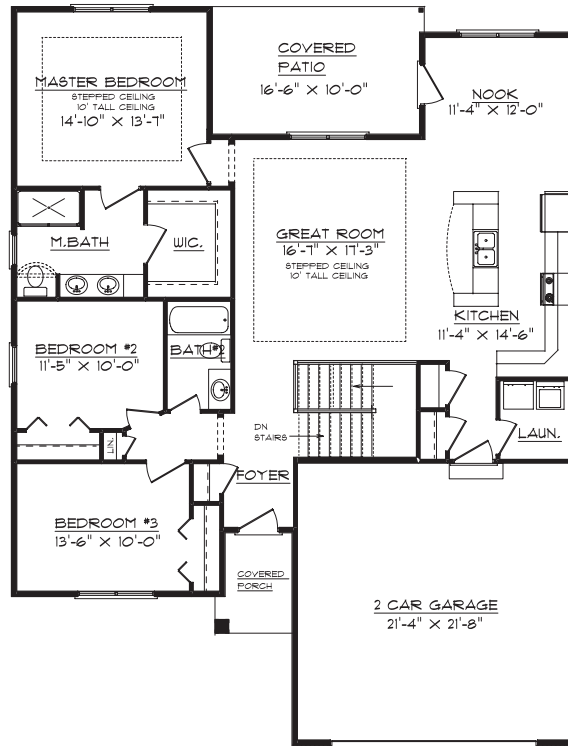 COVERED
PATIO
16'-6" X 10'-0"
MASTER BEDROOM
STEPPED CEILING
10' TALL CEILING
14'-10" X 13'-7"
NOOK
11'-4" X 12'-0"
M.BATH
WIC.
GREAT ROOM
16'-7" X 17'-3"
STEPPED CEILING
10' TALL CEILING
KITCHEN
11'-4" X 14'-6"
BEDROOM #2
11'-5" X 10'-0"
BATH#2
DN
STAIRS
LIN.
LAUN.
FOYER
BEDROOM #3
13'-6" X 10'-0"
COVERED
PORCH
2 CAR GARAGE
21'-4" X 21'-8"